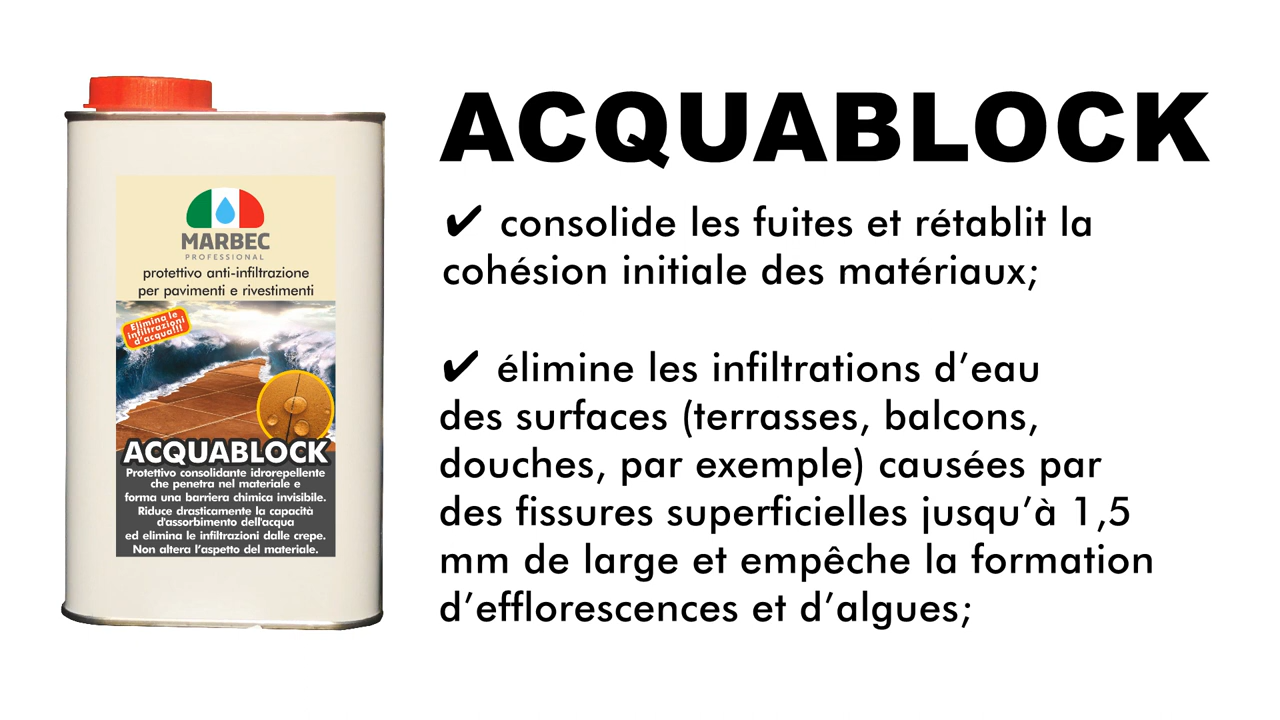 MARBEC
PROFESSIONAL
protettivo anti-infiltrazione
per pavimenti e rivestimenti
Elimina le
infiltrazioni
d'acqua!!!
ACQUABLOCK
Protettivo consolidante idrorepellente
che penetra nel materiale e
forma una barriera chimica invisibile.
Riduce drasticamente la capacità
d'assorbimento dell'acqua
ed elimina le infiltrazioni dalle crepe.
Non altera l'aspetto del materiale.
ACQUABLOCK
✔ consolide les fuites et rétablit la
cohésion initiale des matériaux;
✔ élimine les infiltrations d’eau
des surfaces (terrasses, balcons,
douches, par exemple) causées par
des fissures superficielles jusqu’à 1,5
mm de large et empêche la formation
d’efflorescences et d’algues;